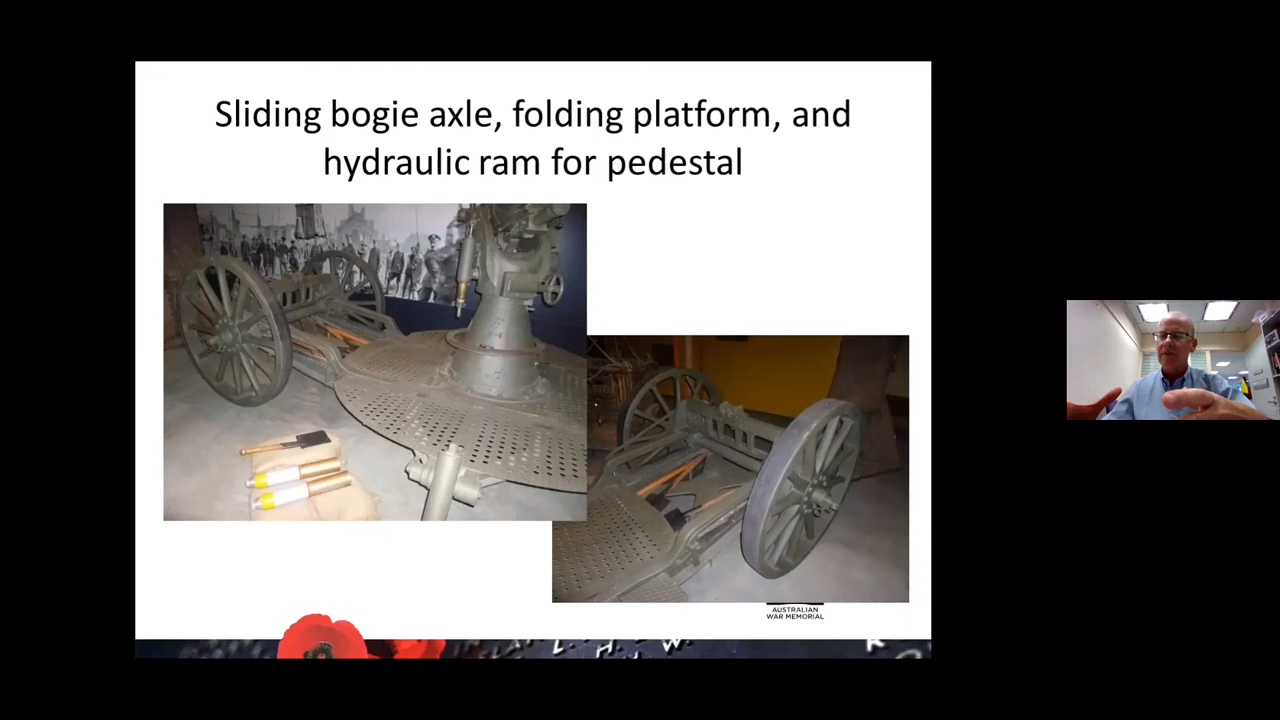 Sliding bogie axle, folding platform, and
hydraulic ram for pedestal
AUSTRALIAN
WAR MEMORIAL
L. H. W.